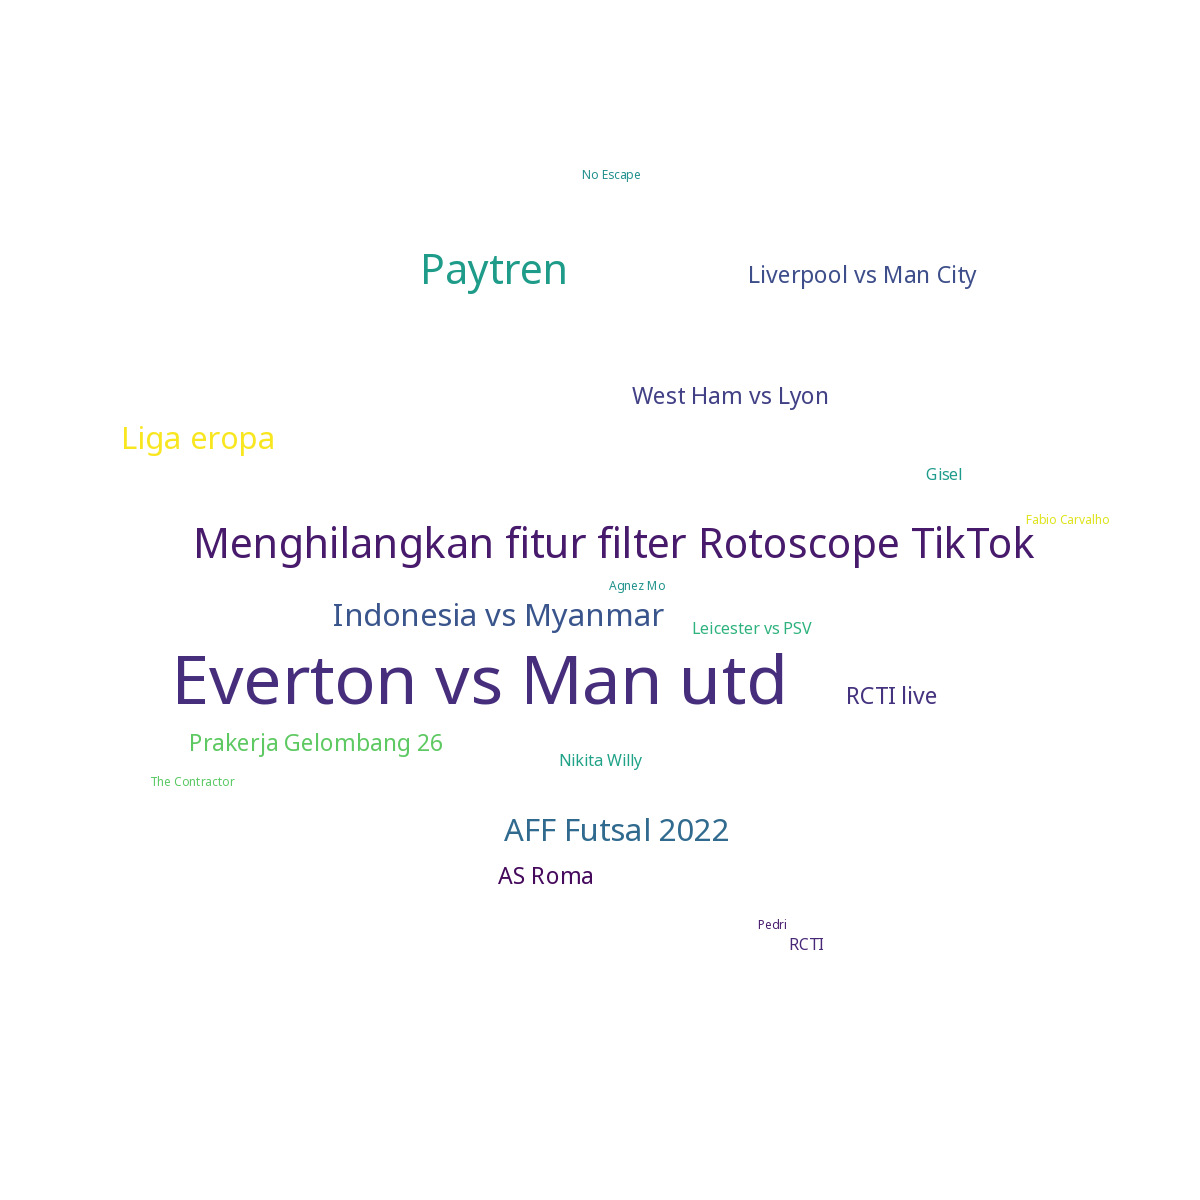 No Escape
Paytren
Liverpool vs Man City
West Ham vs Lyon
Liga eropa
Gisel
Fabio Carvalho
Menghilangkan fitur filter Rotoscope TikTok
Agnez Mo
Indonesia vs Myanmar
Leicester vs PSV
Everton vs Man utd
RCTI live
Prakerja Gelombang 26
Nikita Willy
The Contractor
AFF Futsal 2022
AS Roma
Pedri
RCTI